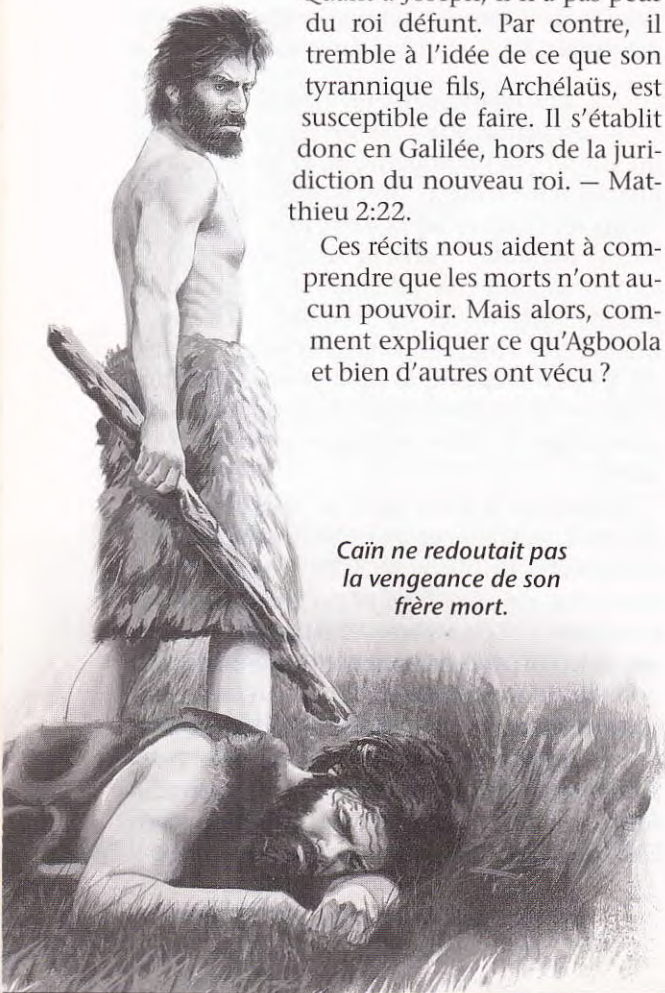 du roi défunt. Par contre, il
tremble à l'idée de ce que son
tyrannique fils, Archélaüs, est
susceptible de faire. Il s'établit
donc en Galilée, hors de la juri-
diction du nouveau roi. — Mat-
thieu 2:22.
Ces récits nous aident à com-
prendre que les morts n'ont au-
cun pouvoir. Mais alors, com-
ment expliquer ce qu'Agboola
et bien d'autres ont vécu ?
Caïn ne redoutait pas
la vengeance de son
frère mort.